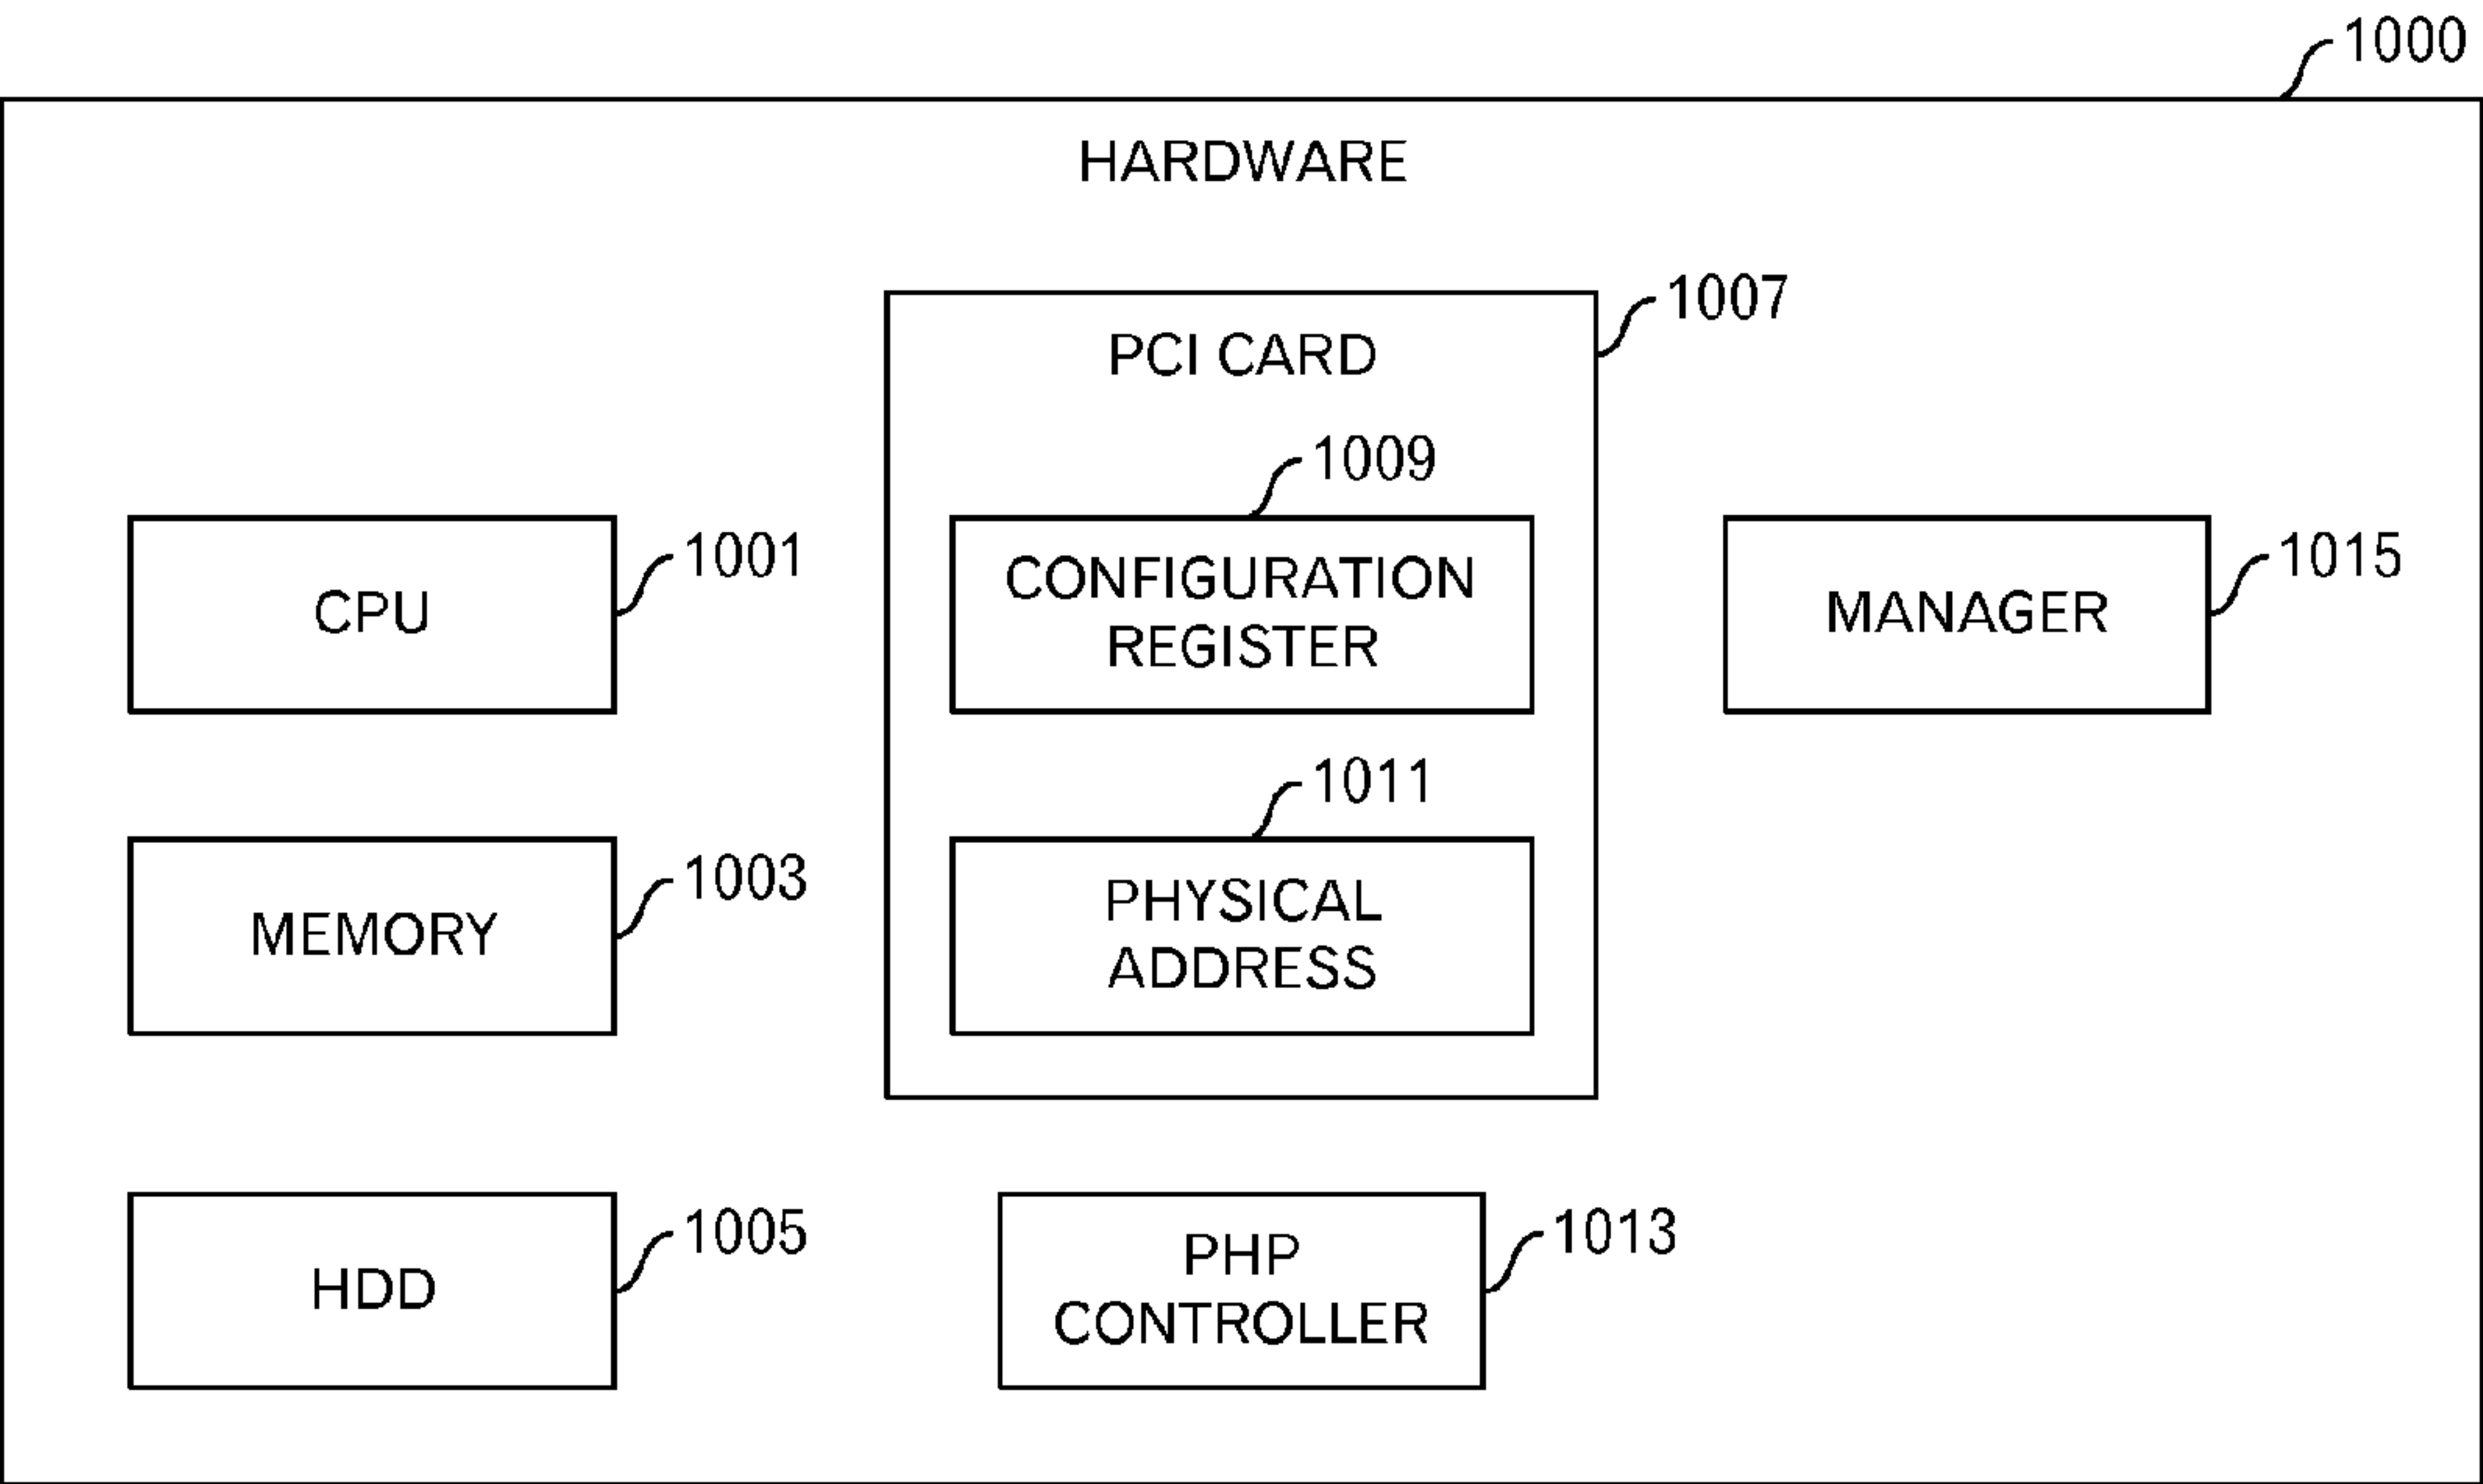 1000
HARDWARE
1007
PCI CARD
1009
CONFIGURATION
REGISTER
1001
CPU
1015
MANAGER
1011
PHYSICAL
ADDRESS
1003
MEMORY
1005
HDD
1013
PHP
CONTROLLER